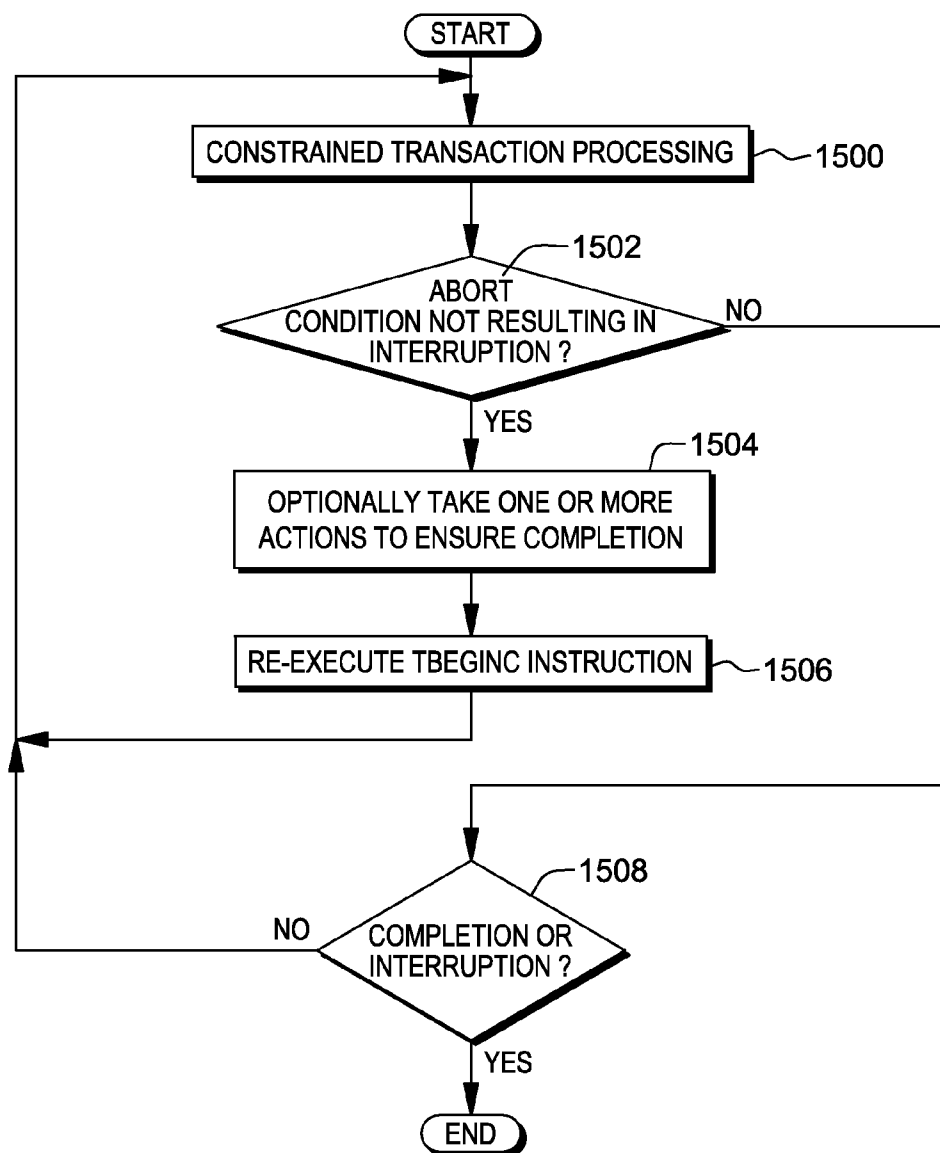 START
CONSTRAINED TRANSACTION PROCESSING
1500
1502
ABORT
CONDITION NOT RESULTING IN
INTERRUPTION ?
NO
YES
1504
OPTIONALLY TAKE ONE OR MORE
ACTIONS TO ENSURE COMPLETION
RE-EXECUTE TBEGINC INSTRUCTION
1506
1508
NO
COMPLETION OR
INTERRUPTION ?
YES
END